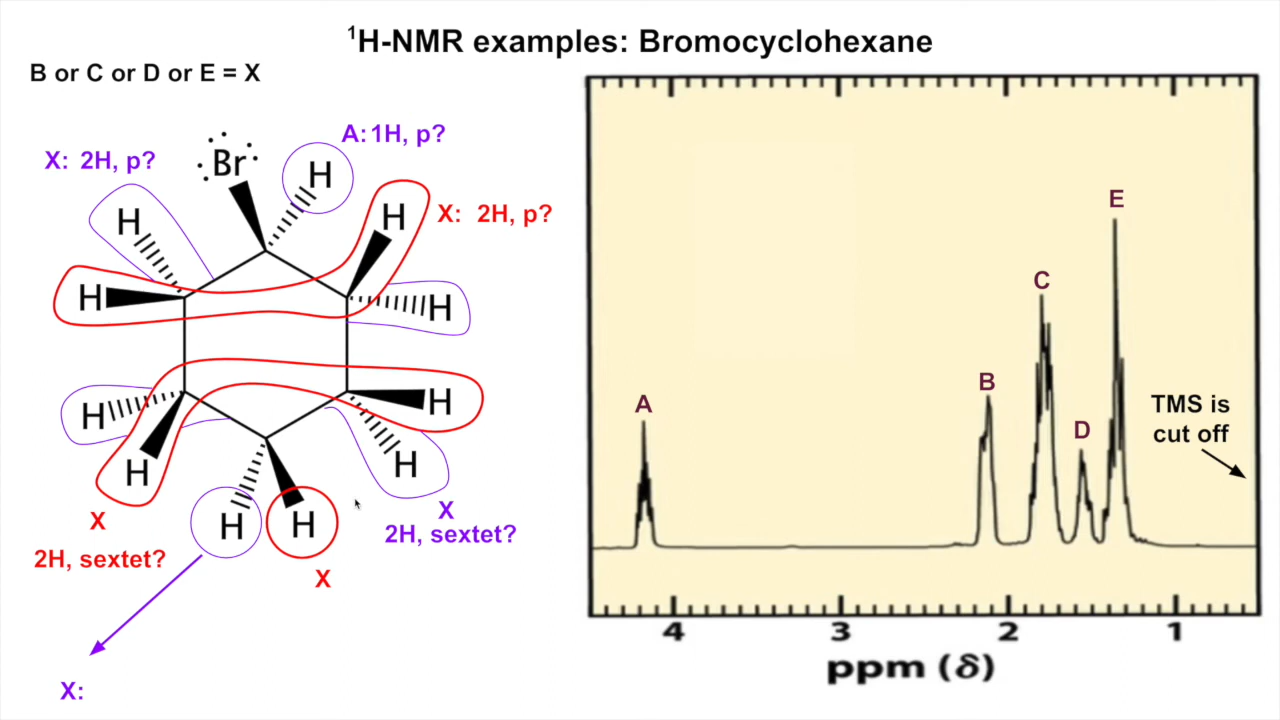 ¹H-NMR examples: Bromocyclohexane
B or C or D or E = X
A: 1H, p?
X: 2H, p?
:Br:
H
H
H
X: 2H, p?
H
H
H
H
H
H
H
H
H
X
2H, sextet?
X
2H, sextet?
X
X:
A
B
C
D
E
TMS is
cut off
4 3 2 1
ppm (δ)